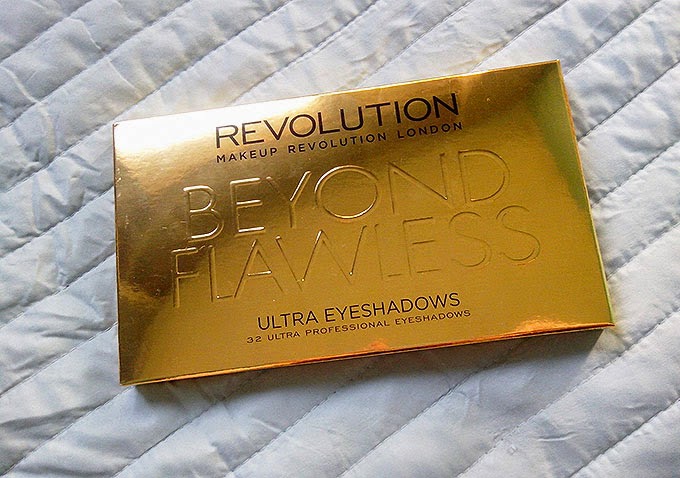 REVOLUTION
MAKEUP REVOLUTION LONDON
BEYOND
FLAWLESS
ULTRA EYESHADOWS
32 ULTRA PROFESSIONAL EYESHADOWS